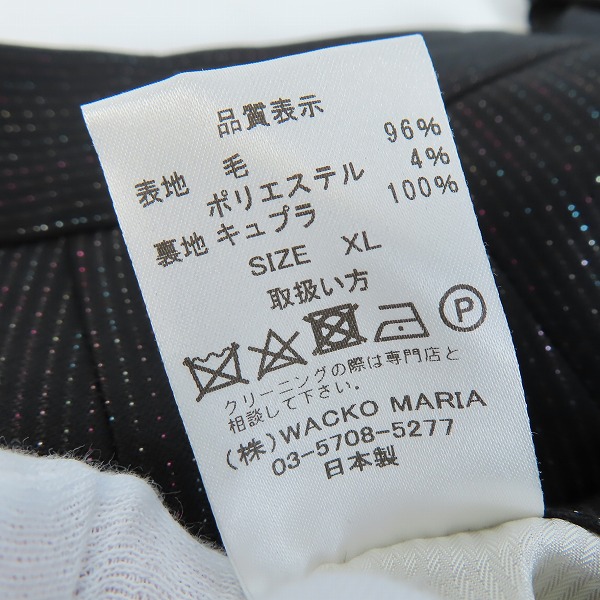 品質表示
表地 毛 96%
ポリエステル 4%
裏地 キュプラ 100%
SIZE XL
取扱い方
P
クリーニングの際は専門店と
相談して下さい。
(株)WACKO MARIA
03-5708-5277
日本製